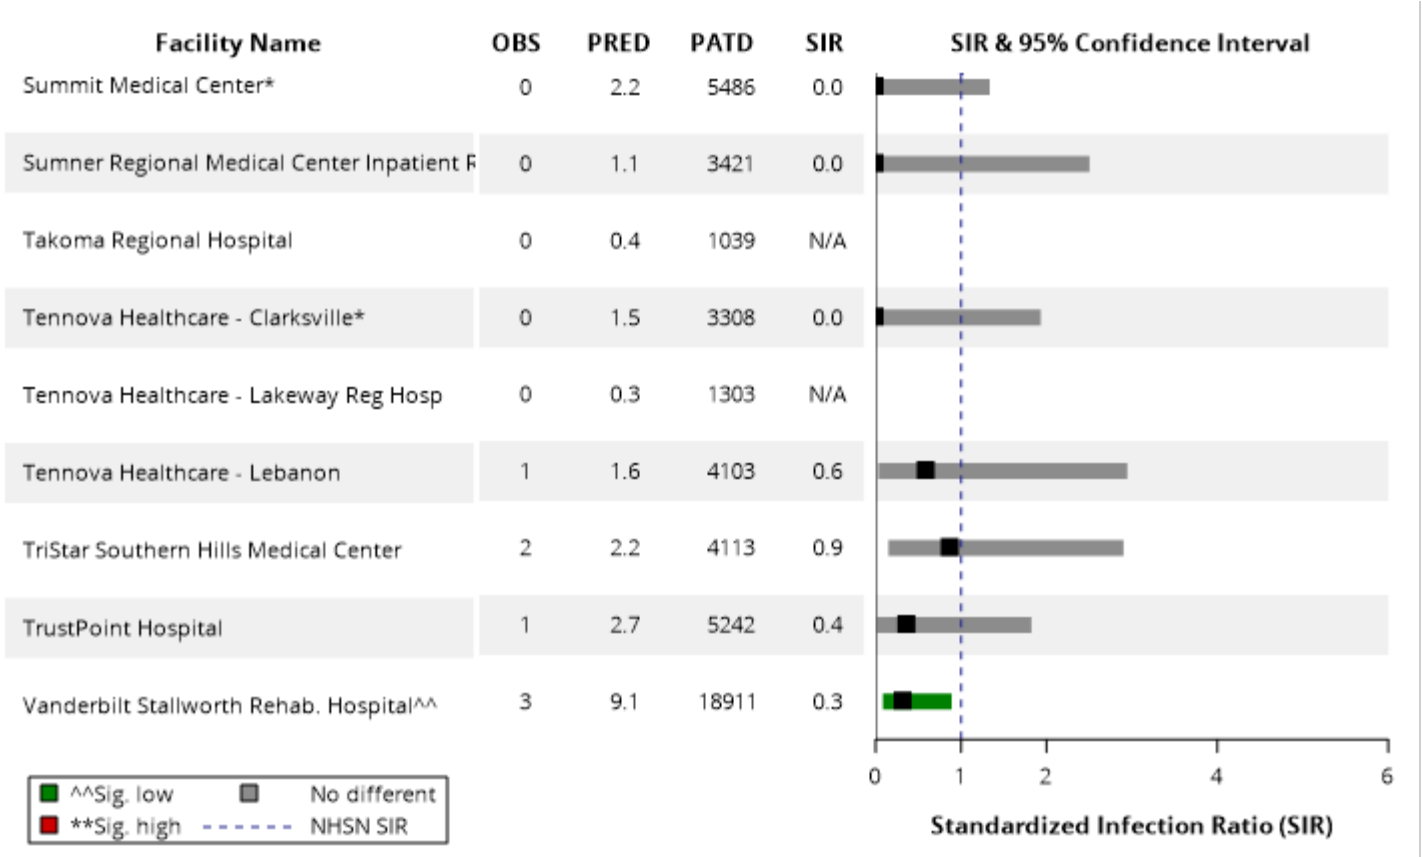 Facility Name OBS PRED PATD SIR SIR & 95% Confidence Interval
Summit Medical Center* 0 2.2 5486 0.0
Sumner Regional Medical Center Inpatient R 0 1.1 3421 0.0
Takoma Regional Hospital 0 0.4 1039 N/A
Tennova Healthcare - Clarksville* 0 1.5 3308 0.0
Tennova Healthcare - Lakeway Reg Hosp 0 0.3 1303 N/A
Tennova Healthcare - Lebanon 1 1.6 4103 0.6
TriStar Southern Hills Medical Center 2 2.2 4113 0.9
TrustPoint Hospital 1 2.7 5242 0.4
Vanderbilt Stallworth Rehab. Hospital^^ 3 9.1 18911 0.3
0 1 2 4 6
Standardized Infection Ratio (SIR)
^^Sig. low No different
**Sig. high NHSN SIR